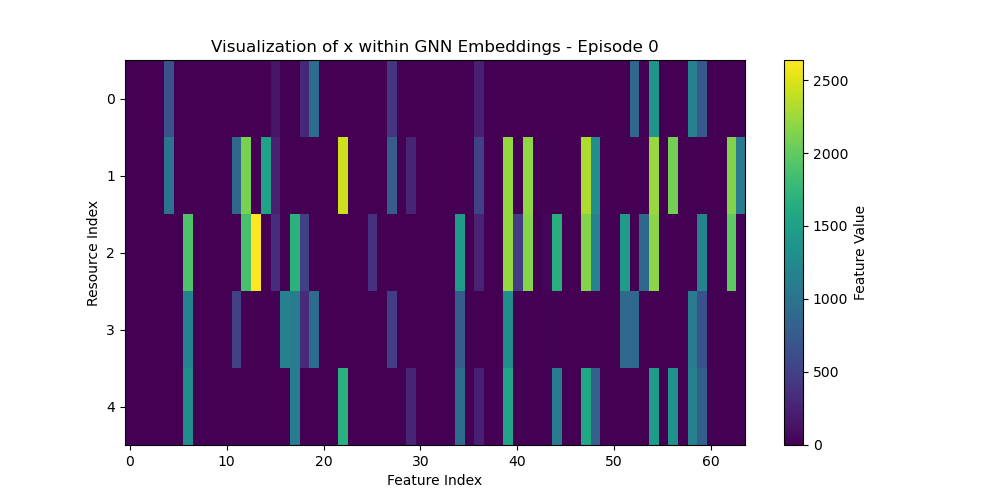 Visualization of x within GNN Embeddings - Episode 0
Resource Index
0
1
2
3
4
0 10 20 30 40 50 60
Feature Index
2500
2000
1500
1000
500
0
Feature Value